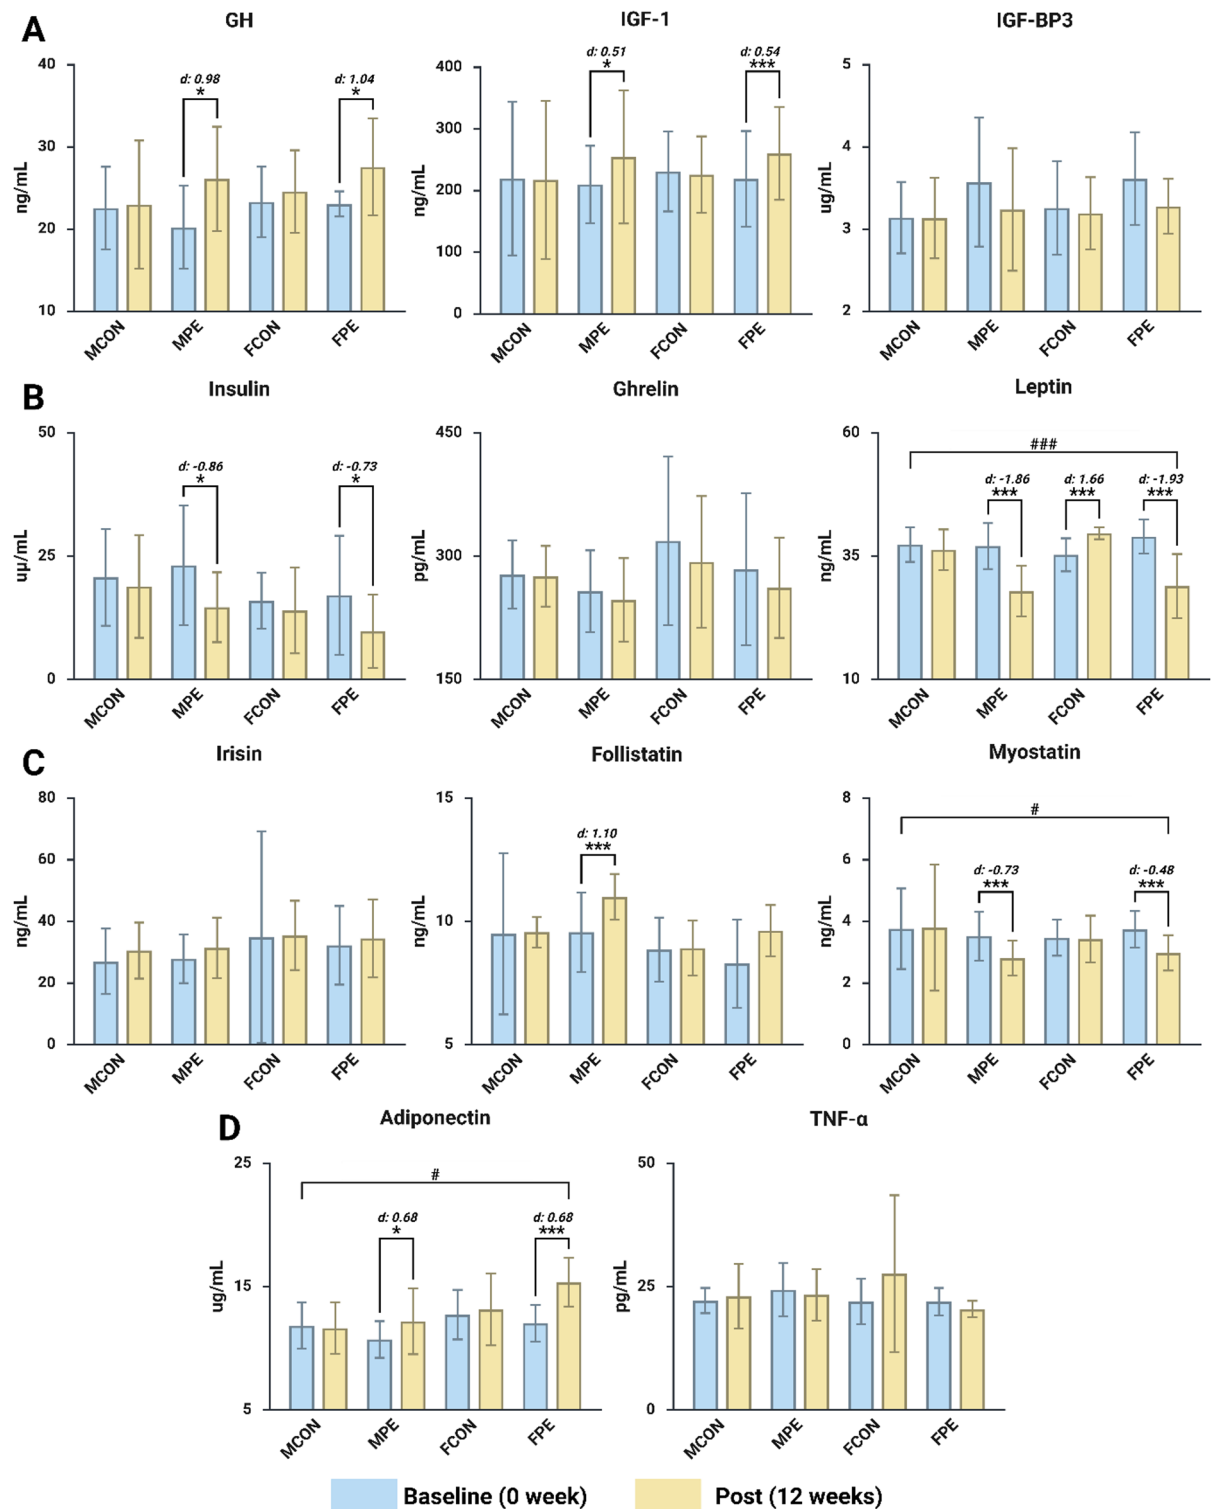 A
GH
IGF-1
IGF-BP3
ng/mL
40
30
20
10
d: 0.98
*
d: 1.04
*
MCON
MPE
FCON
FPE
ng/mL
400
300
200
100
0
d: 0.51
*
d: 0.54
***
MCON
MPE
FCON
FPE
ug/mL
5
4
3
2
MCON
MPE
FCON
FPE
B
Insulin
Ghrelin
Leptin
uμ/mL
50
25
0
d: -0.86
*
d: -0.73
*
MCON
MPE
FCON
FPE
pg/mL
450
300
150
MCON
MPE
FCON
FPE
ng/mL
60
35
10
###
d: -1.86
***
d: 1.66
***
d: -1.93
***
MCON
MPE
FCON
FPE
C
Irisin
Follistatin
Myostatin
ng/mL
80
60
40
20
0
MCON
MPE
FCON
FPE
ng/mL
15
10
5
d: 1.10
***
MCON
MPE
FCON
FPE
ng/mL
8
6
4
2
0
#
d: -0.73
***
d: -0.48
***
MCON
MPE
FCON
FPE
D
Adiponectin
TNF-α
ug/mL
25
15
5
#
d: 0.68
*
d: 0.68
***
MCON
MPE
FCON
FPE
pg/mL
50
25
0
MCON
MPE
FCON
FPE
Baseline (0 week)
Post (12 weeks)